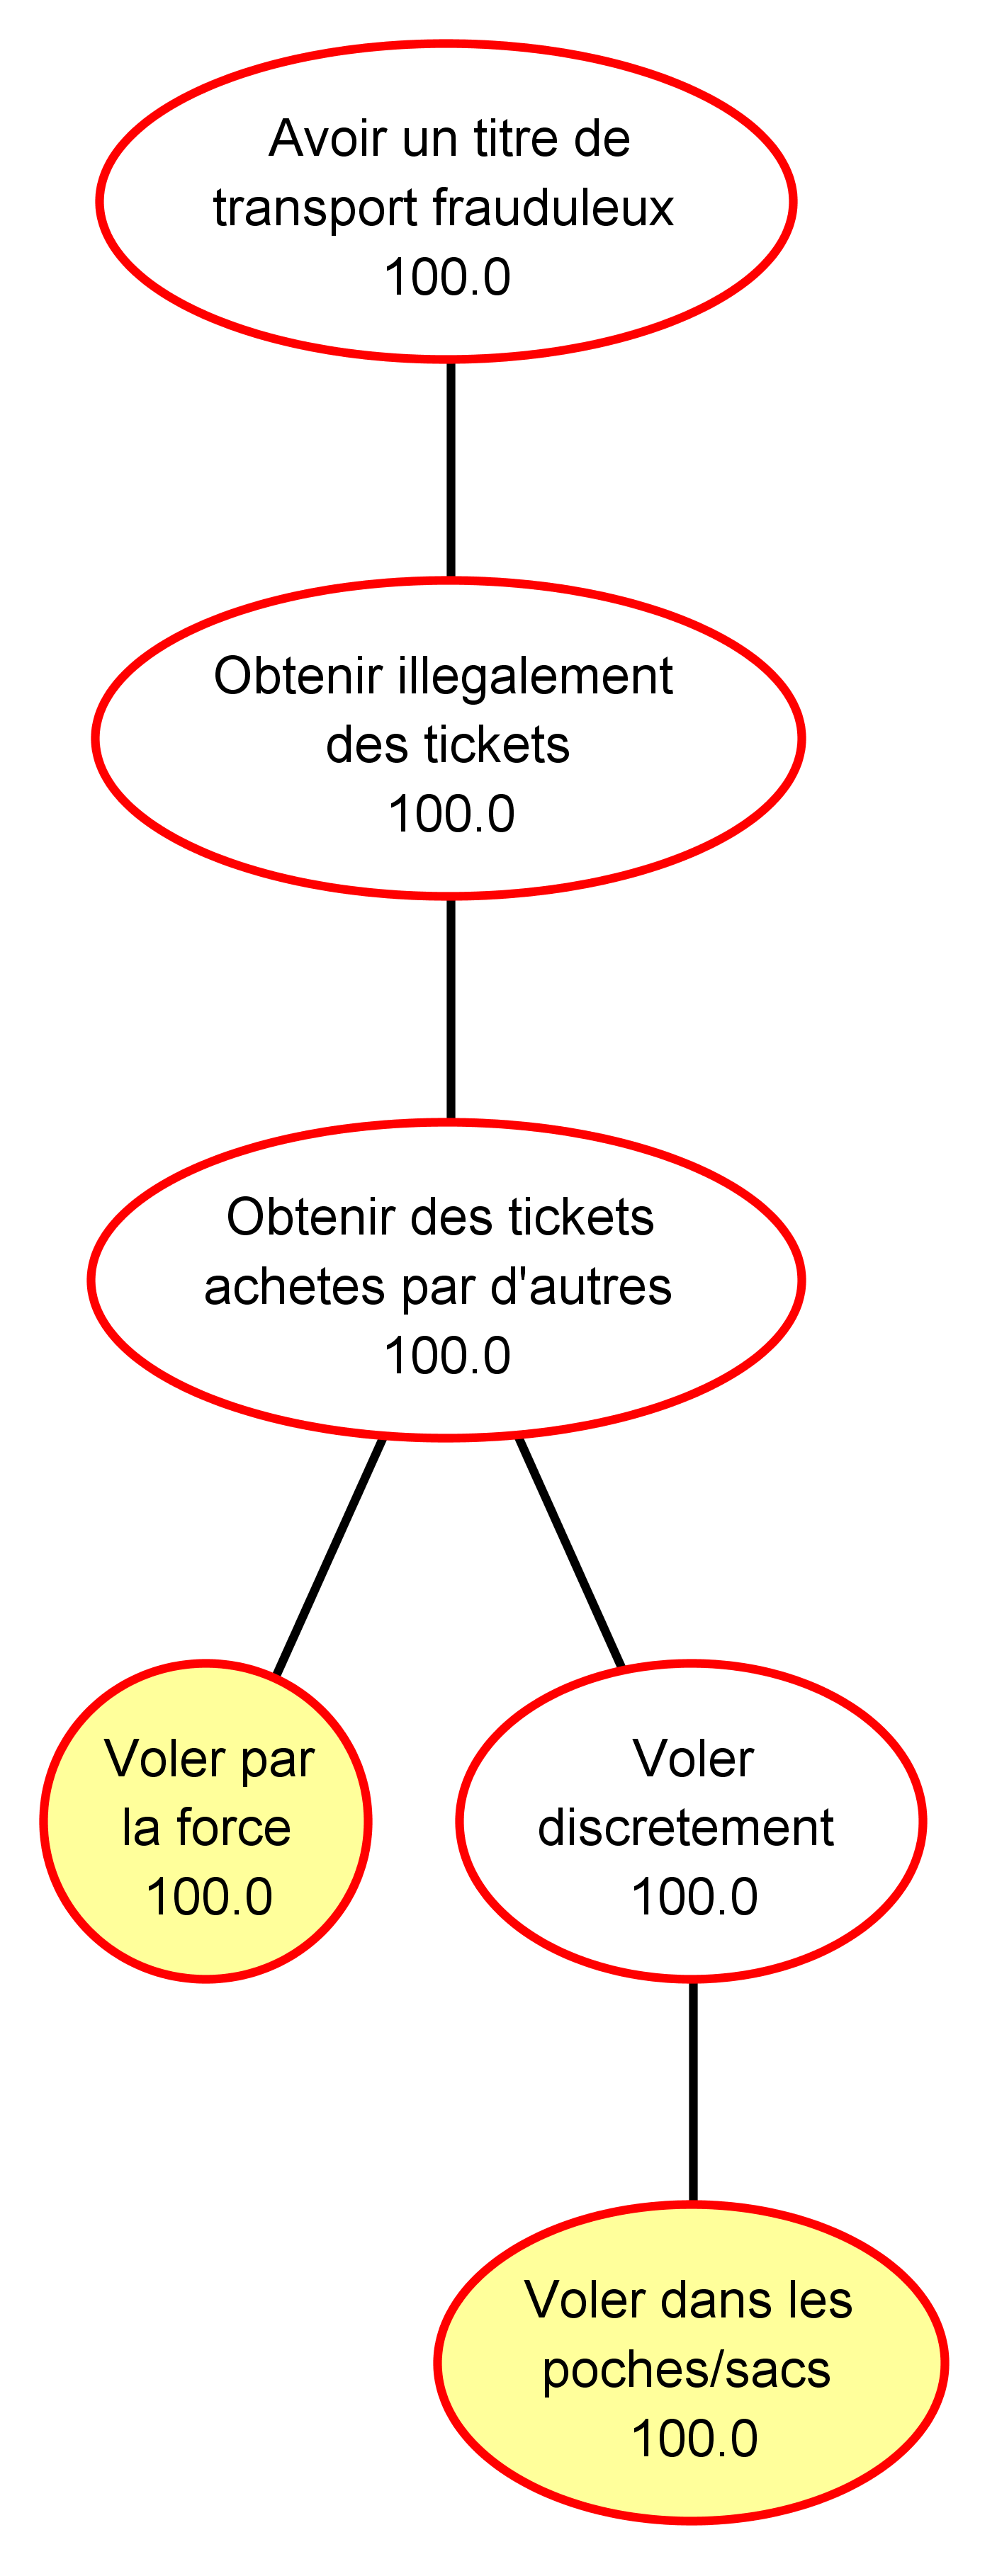 Avoir un titre de
transport frauduleux
100.0
Obtenir illegalement
des tickets
100.0
Obtenir des tickets
achetes par d'autres
100.0
Voler par
la force
100.0
Voler
discretement
100.0
Voler dans les
poches/sacs
100.0